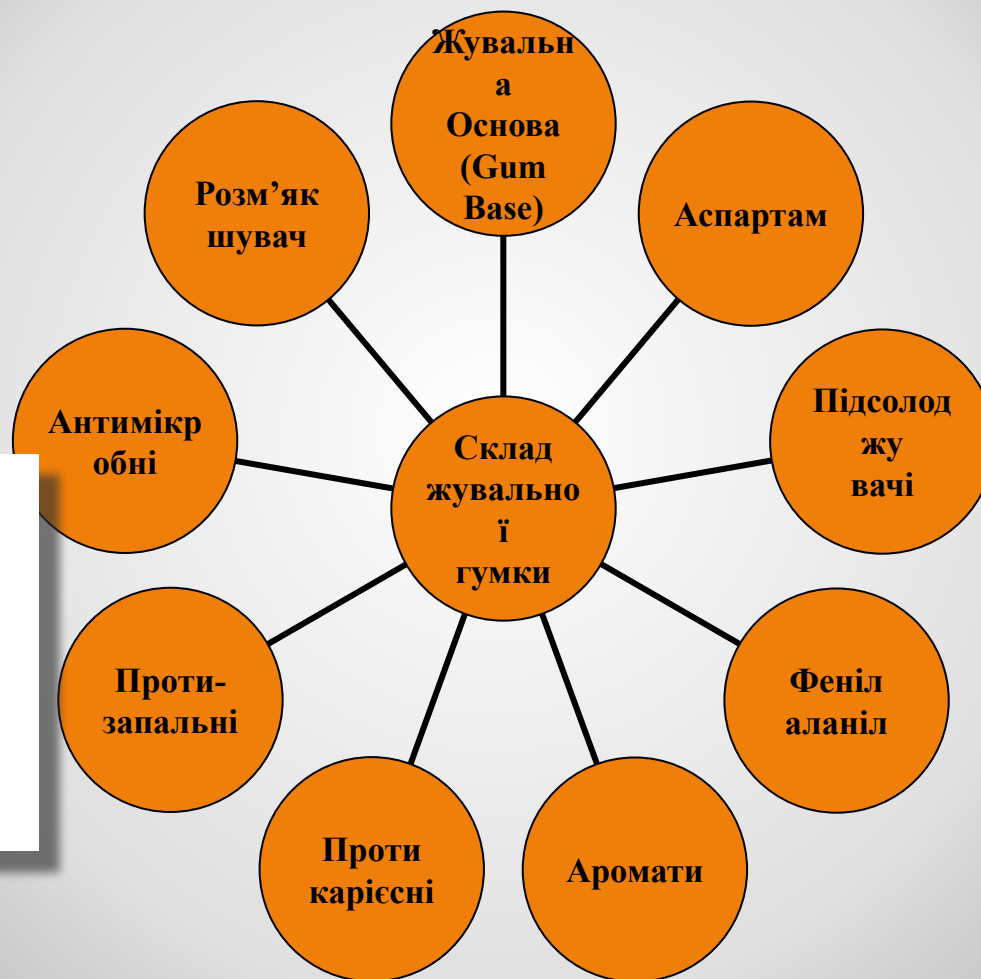 Жувальн
а
Основа
(Gum
Base)
Аспартам
Підсолод
жу
вачі
Феніл
аланіл
Аромати
Проти
карієсні
Проти-
запальні
Антимікр
обні
Розм’як
шувач
Склад
жувально
ї
гумки